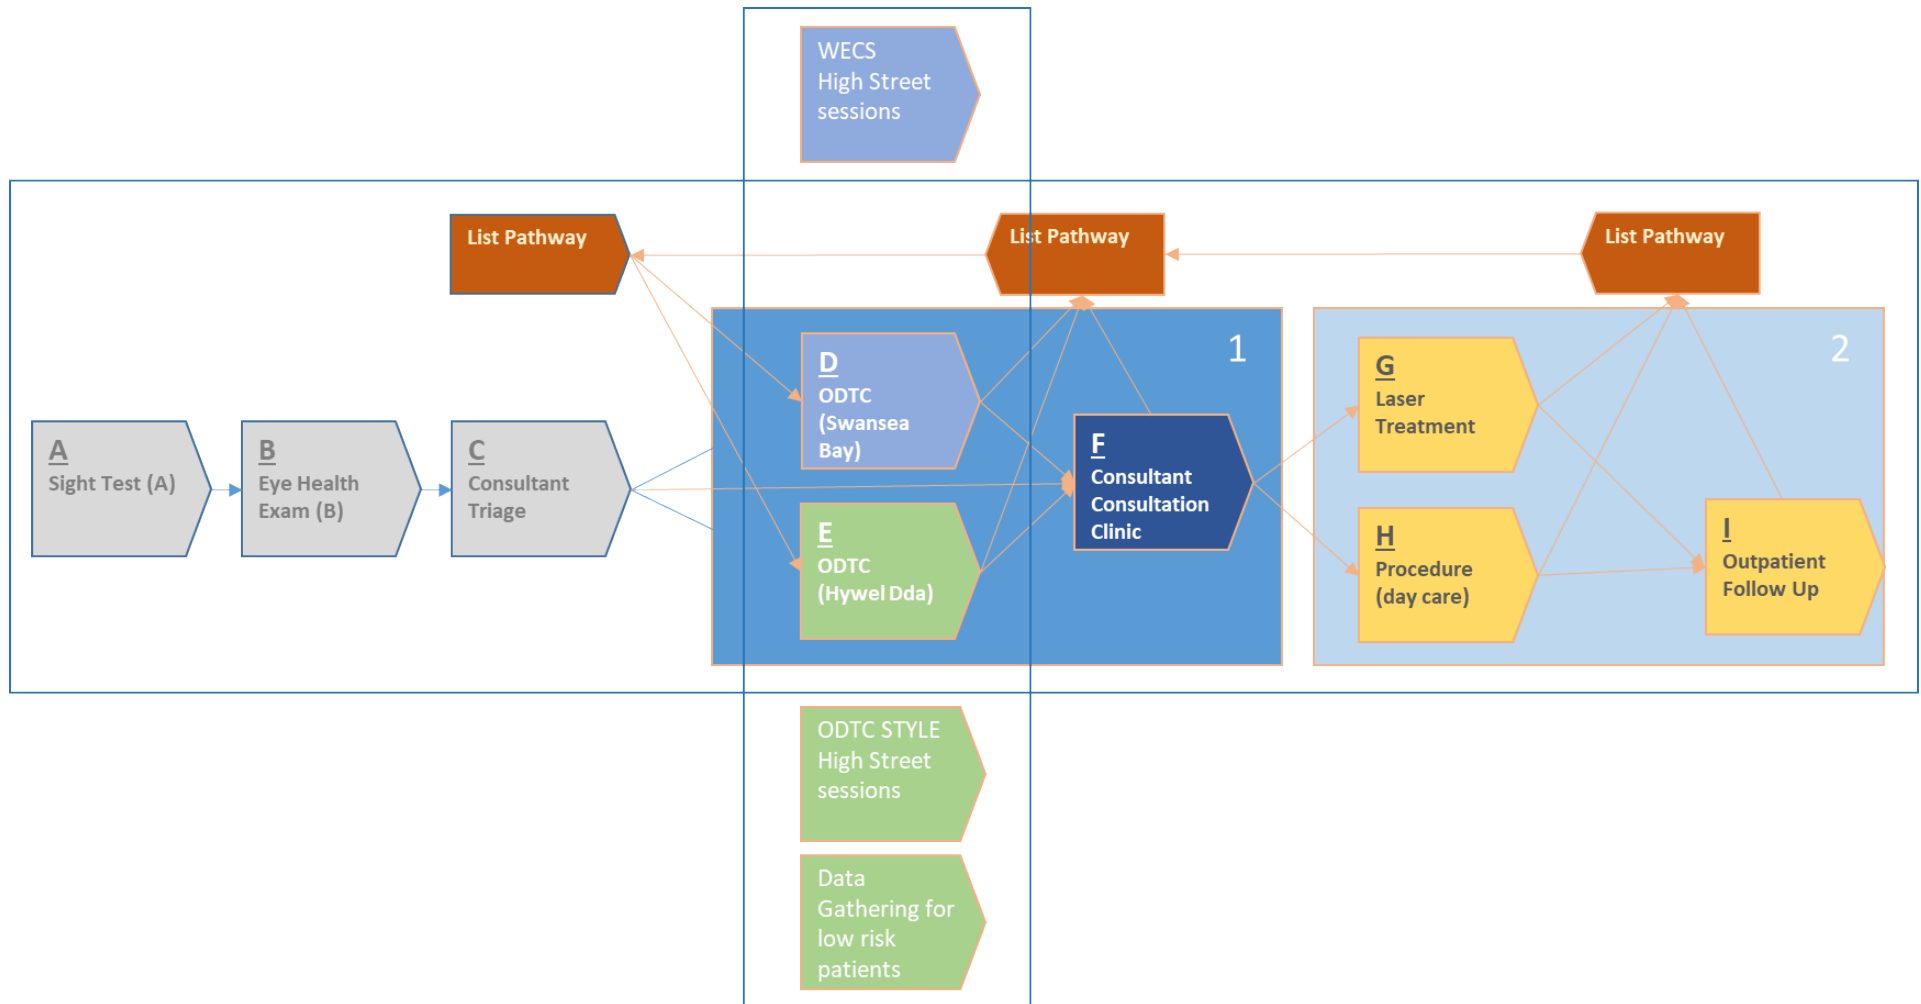 WECS
High Street
sessions
List Pathway
List Pathway
List Pathway
1
2
A
Sight Test (A)
B
Eye Health
Exam (B)
C
Consultant
Triage
D
ODTC
(Swansea
Bay)
E
ODTC
(Hywel Dda)
F
Consultant
Consultation
Clinic
G
Laser
Treatment
H
Procedure
(day care)
I
Outpatient
Follow Up
ODTC STYLE
High Street
sessions
Data
Gathering for
low risk
patients